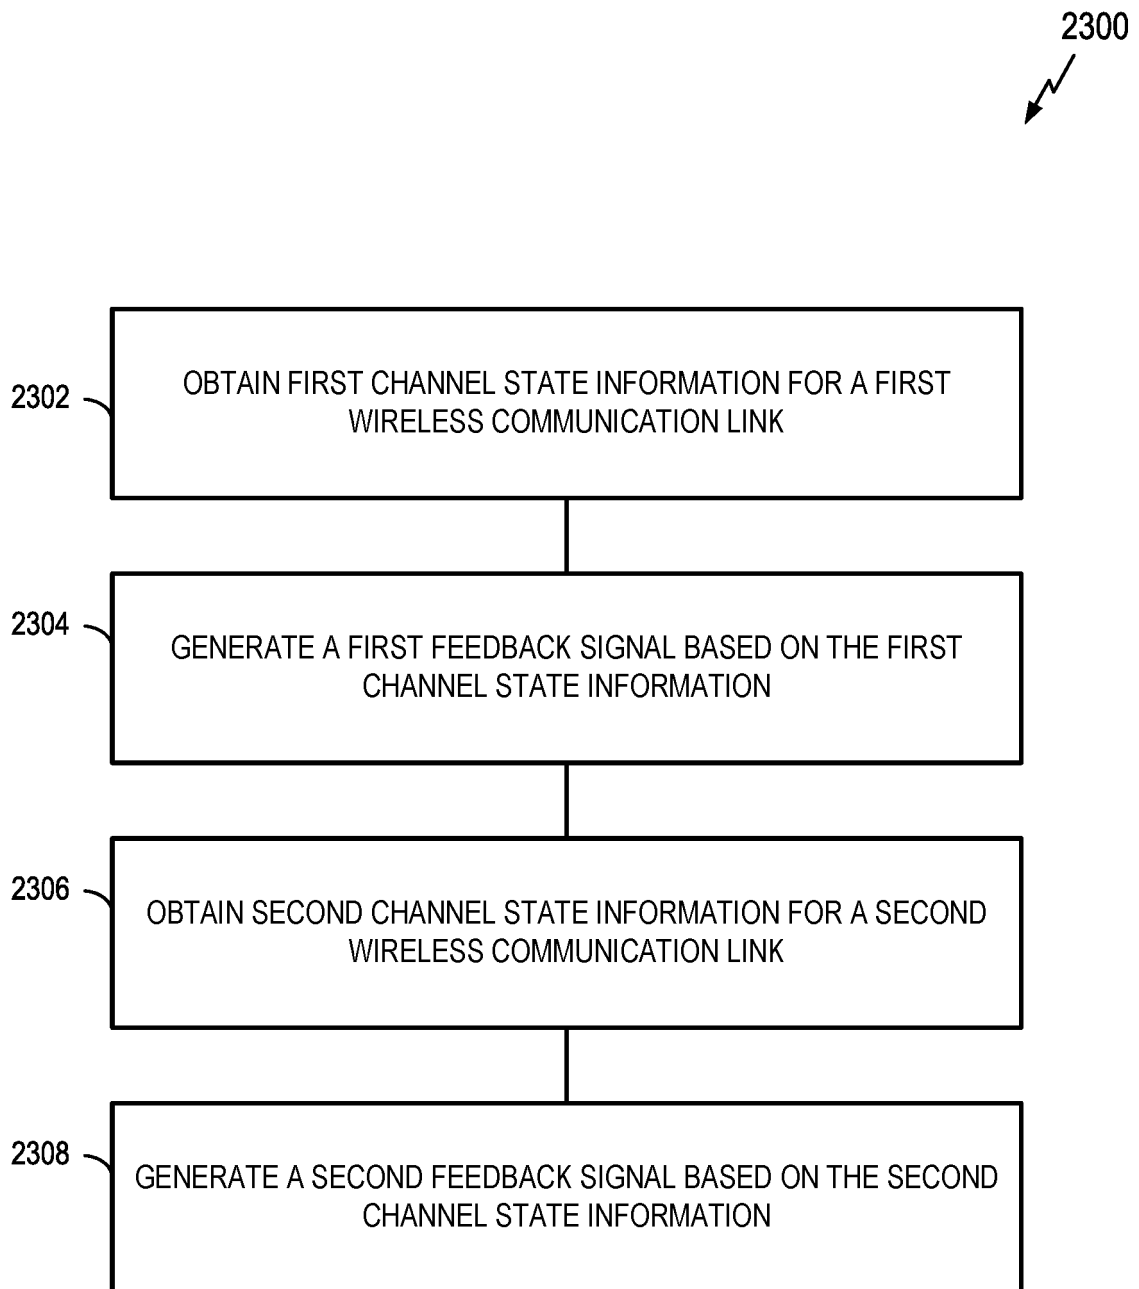 2300
2302
OBTAIN FIRST CHANNEL STATE INFORMATION FOR A FIRST
WIRELESS COMMUNICATION LINK
2304
GENERATE A FIRST FEEDBACK SIGNAL BASED ON THE FIRST
CHANNEL STATE INFORMATION
2306
OBTAIN SECOND CHANNEL STATE INFORMATION FOR A SECOND
WIRELESS COMMUNICATION LINK
2308
GENERATE A SECOND FEEDBACK SIGNAL BASED ON THE SECOND
CHANNEL STATE INFORMATION